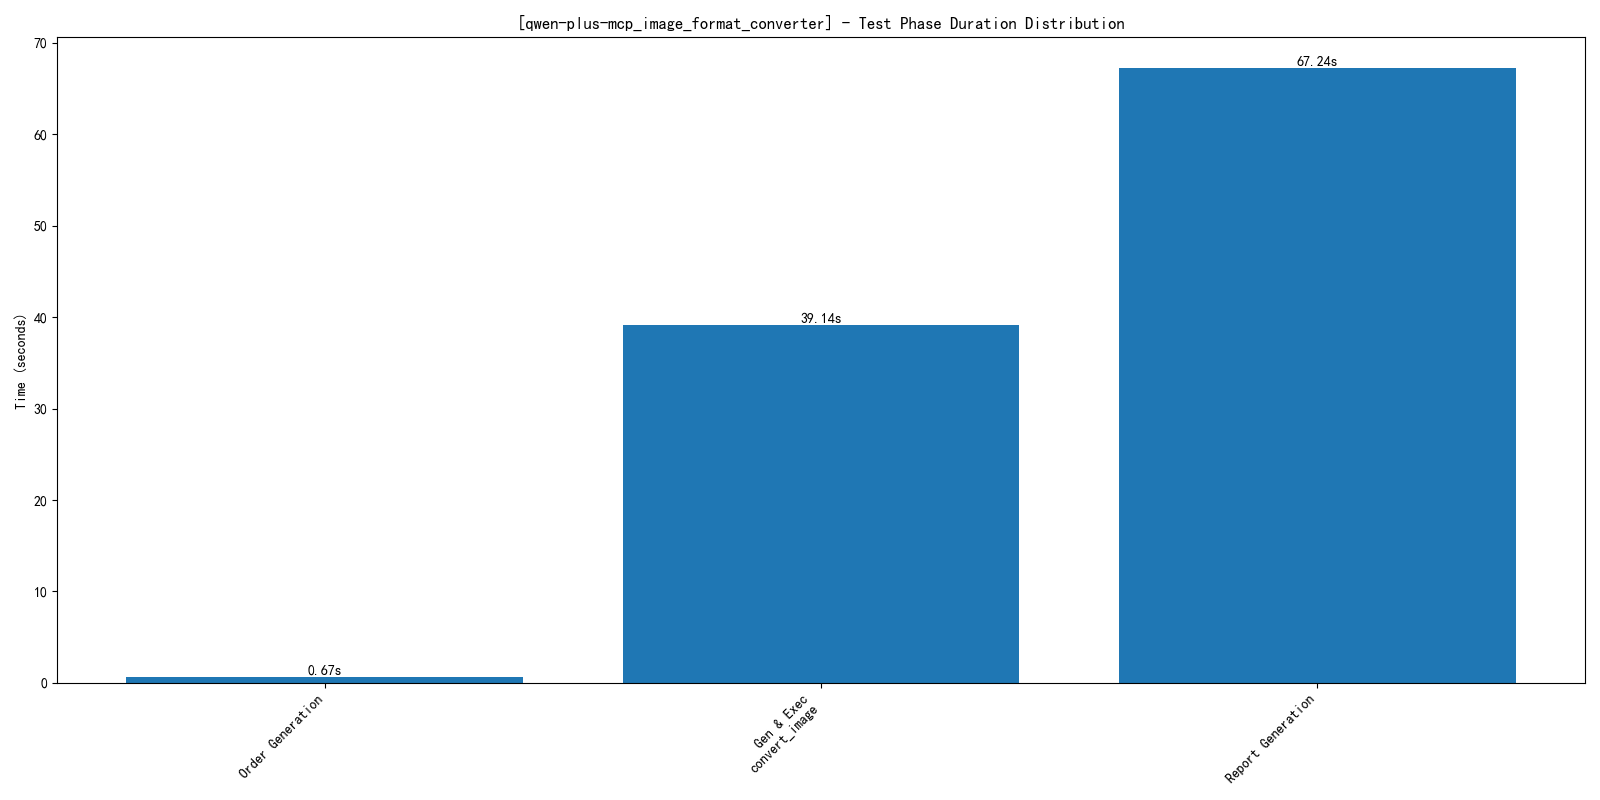 [qwen-plus-mcp_image_format_converter] - Test Phase Duration Distribution
Time (seconds)
70
60
50
40
30
20
10
0
0.67s
39.14s
67.24s
Order Generation
Gen & Exec
convert_image
Report Generation